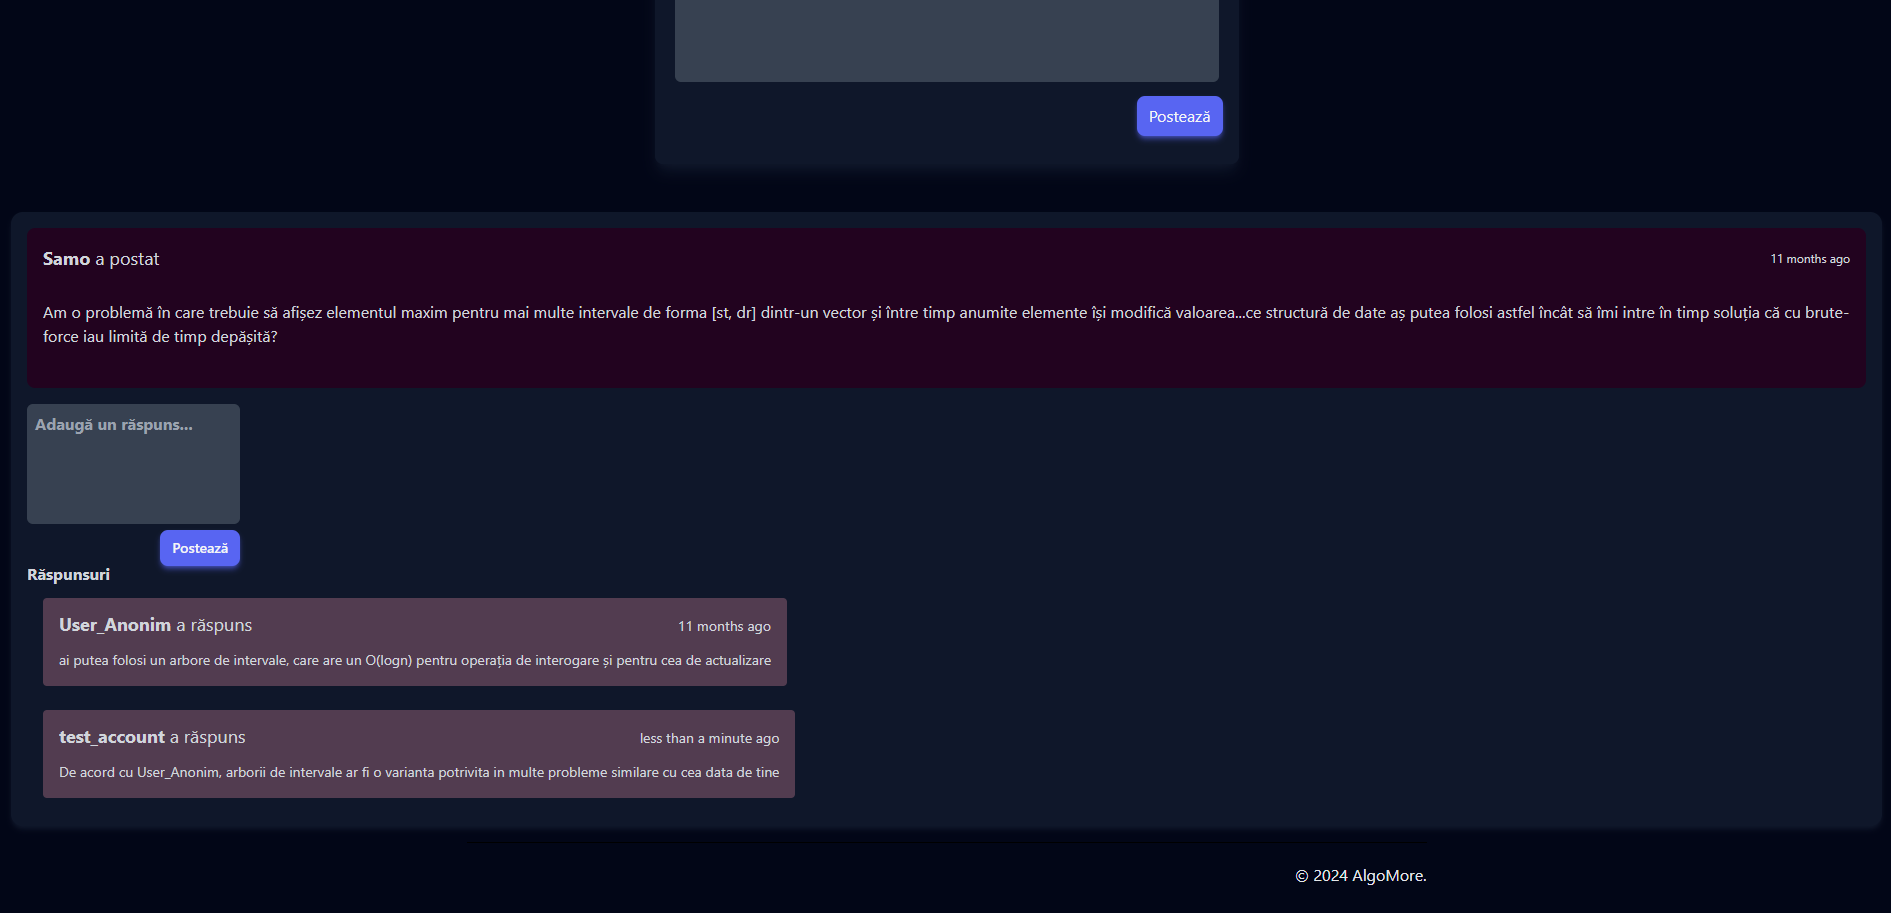 Postează
Samo a postat
11 months ago
Am o problemă în care trebuie să afișez elementul maxim pentru mai multe intervale de forma [st, dr] dintr-un vector și între timp anumite elemente își modifică valoarea...ce structură de date aș putea folosi astfel încât să îmi intre în timp soluția că cu brute-
force iau limită de timp depășită?
Adaugă un răspuns...
Postează
Răspunsuri
User_Anonim a răspuns
11 months ago
ai putea folosi un arbore de intervale, care are un O(logn) pentru operația de interogare și pentru cea de actualizare
test_account a răspuns
less than a minute ago
De acord cu User_Anonim, arborii de intervale ar fi o varianta potrivita in multe probleme similare cu cea data de tine
© 2024 AlgoMore.